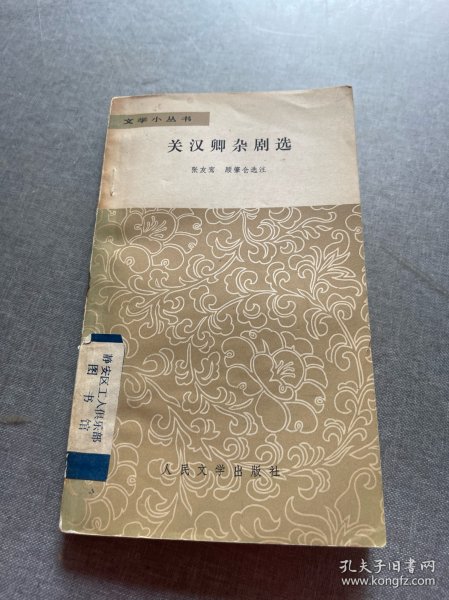 文学小丛书
关汉卿杂剧选
张友鸾 顾肇仓选注
静安区工人俱乐部
图书馆
人民文学出版社
孔夫子旧书网
www.kongfz.com